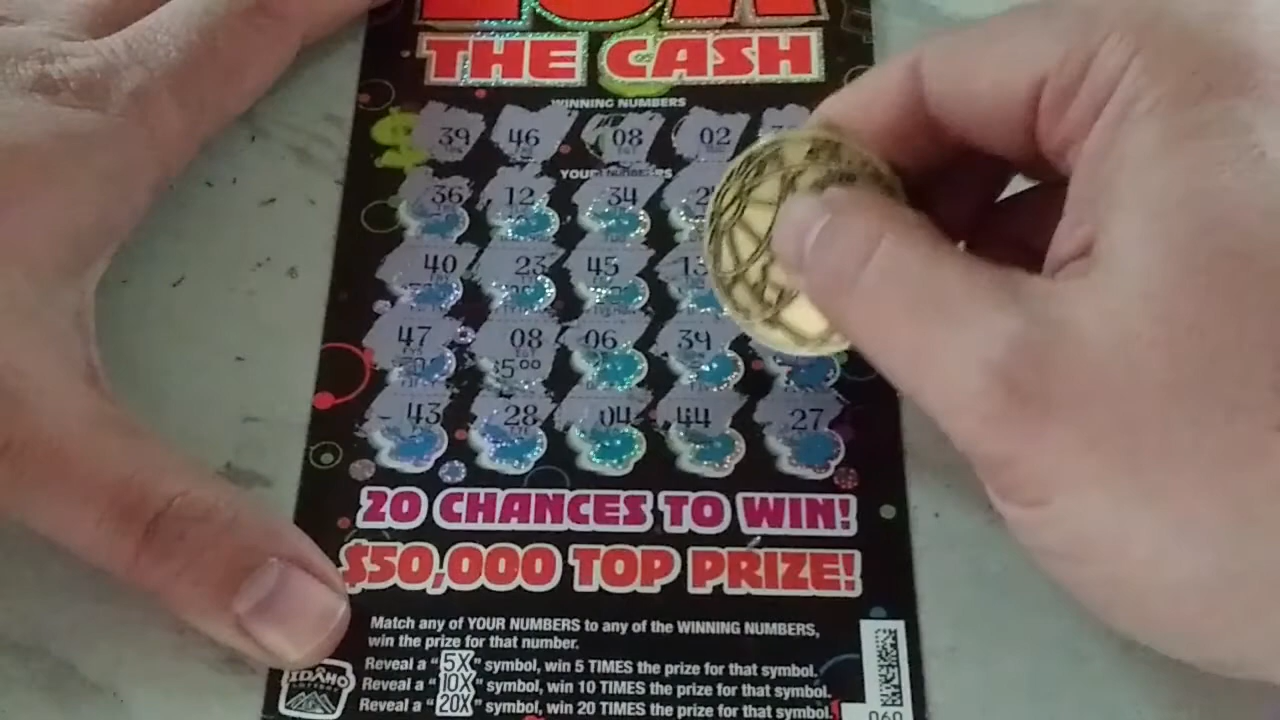 THE CASH
WINNING NUMBERS
39 46 08 02
YOUR NUMBERS
36 12 34
40 23 45 13
47 08 06 39
$5.00
43 28 04 44 27
20 CHANCES TO WIN!
$50,000 TOP PRIZE!
Match any of YOUR NUMBERS to any of the WINNING NUMBERS,
win the prize for that number.
Reveal a "5X" symbol, win 5 TIMES the prize for that symbol.
Reveal a "10X" symbol, win 10 TIMES the prize for that symbol.
Reveal a "20X" symbol, win 20 TIMES the prize for that symbol.
IDAHO
LOTTERY
060